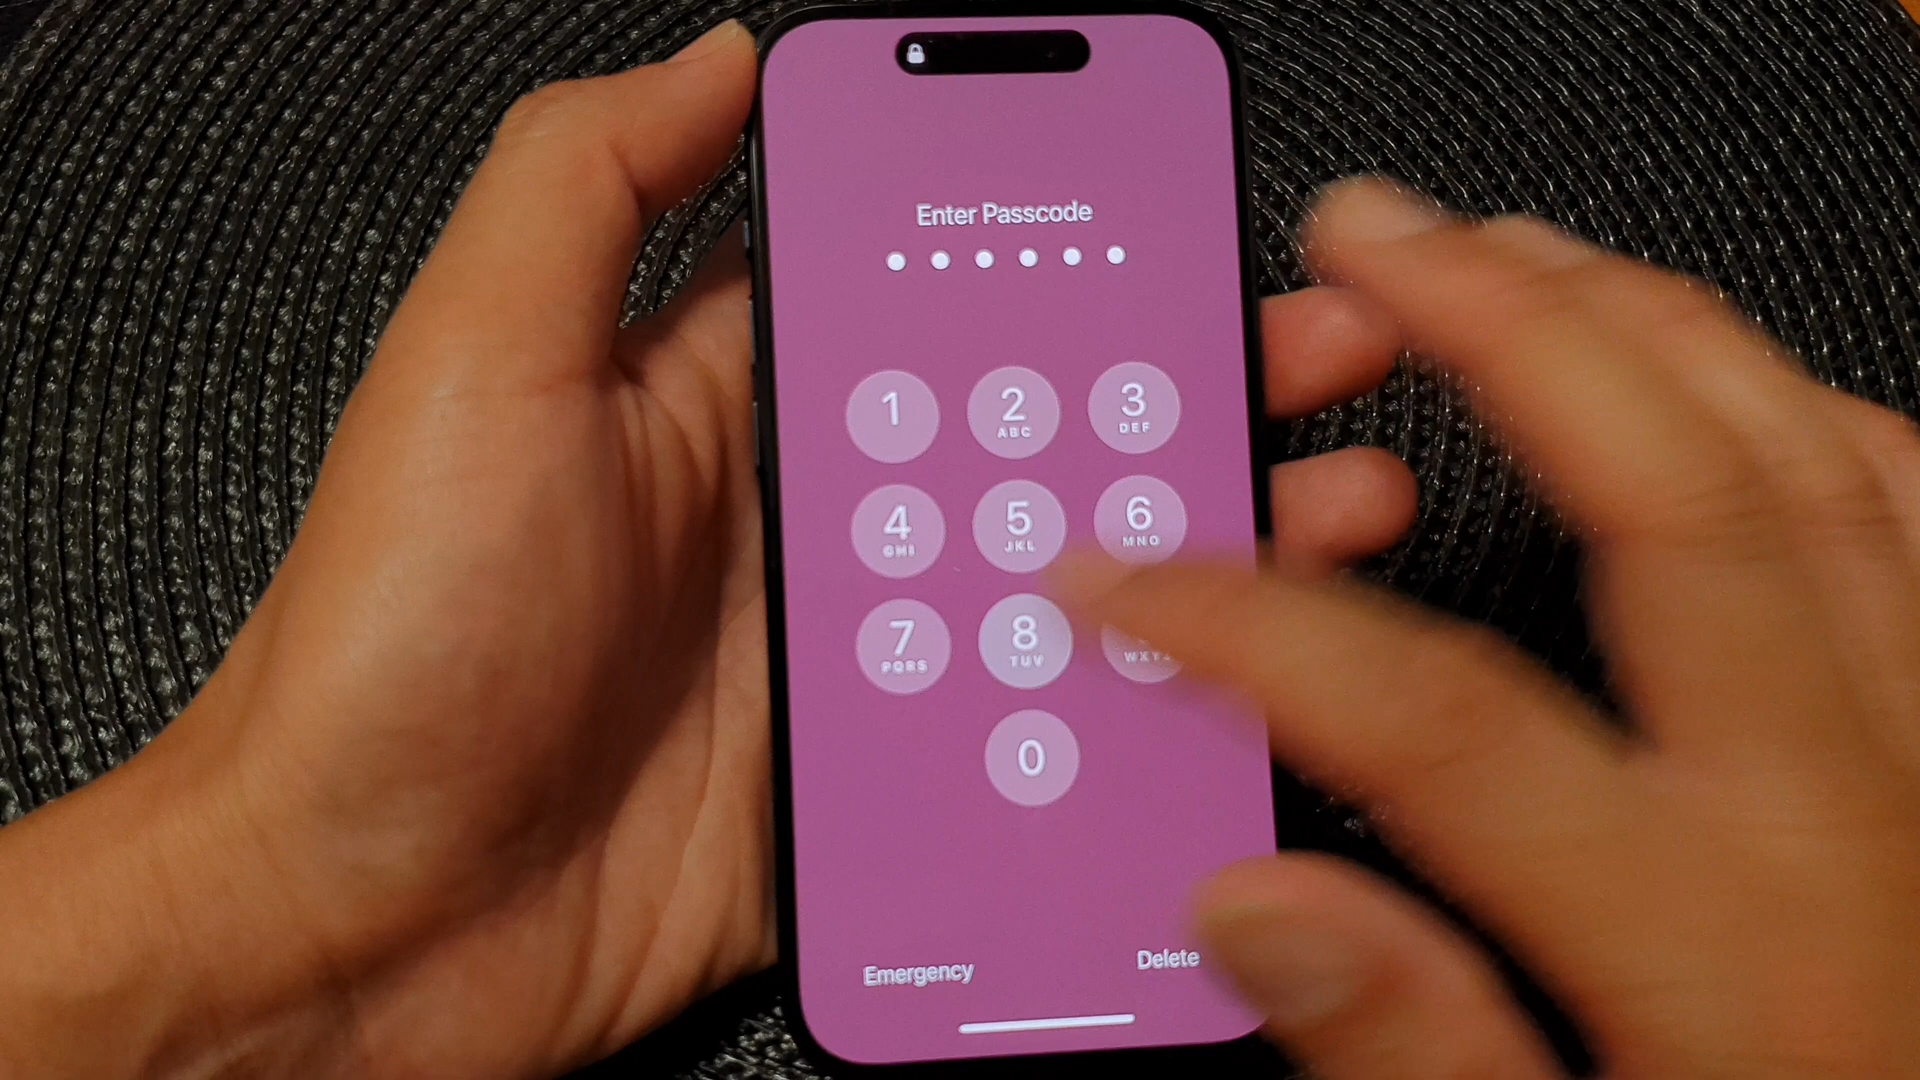 Enter Passcode
1
2
ABC
3
DEF
4
GHI
5
JKL
6
MNO
7
PQRS
8
TUV
WXYZ
0
Emergency
Delete